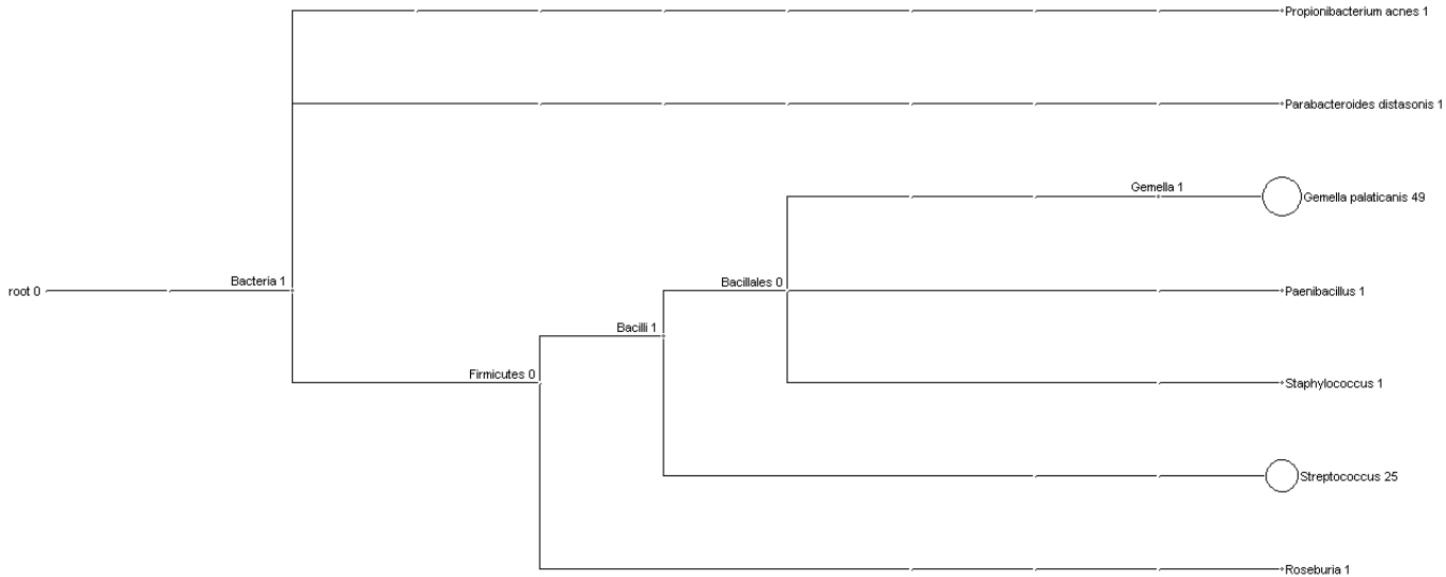 Propionibacterium acnes 1
Parabacteroides distasonis 1
Gemella 1
Gemella palaticanis 49
Bacteria 1
Bacillales 0
root 0
Paenibacillus 1
Bacilli 1
Firmicutes 0
Staphylococcus 1
Streptococcus 25
Roseburia 1